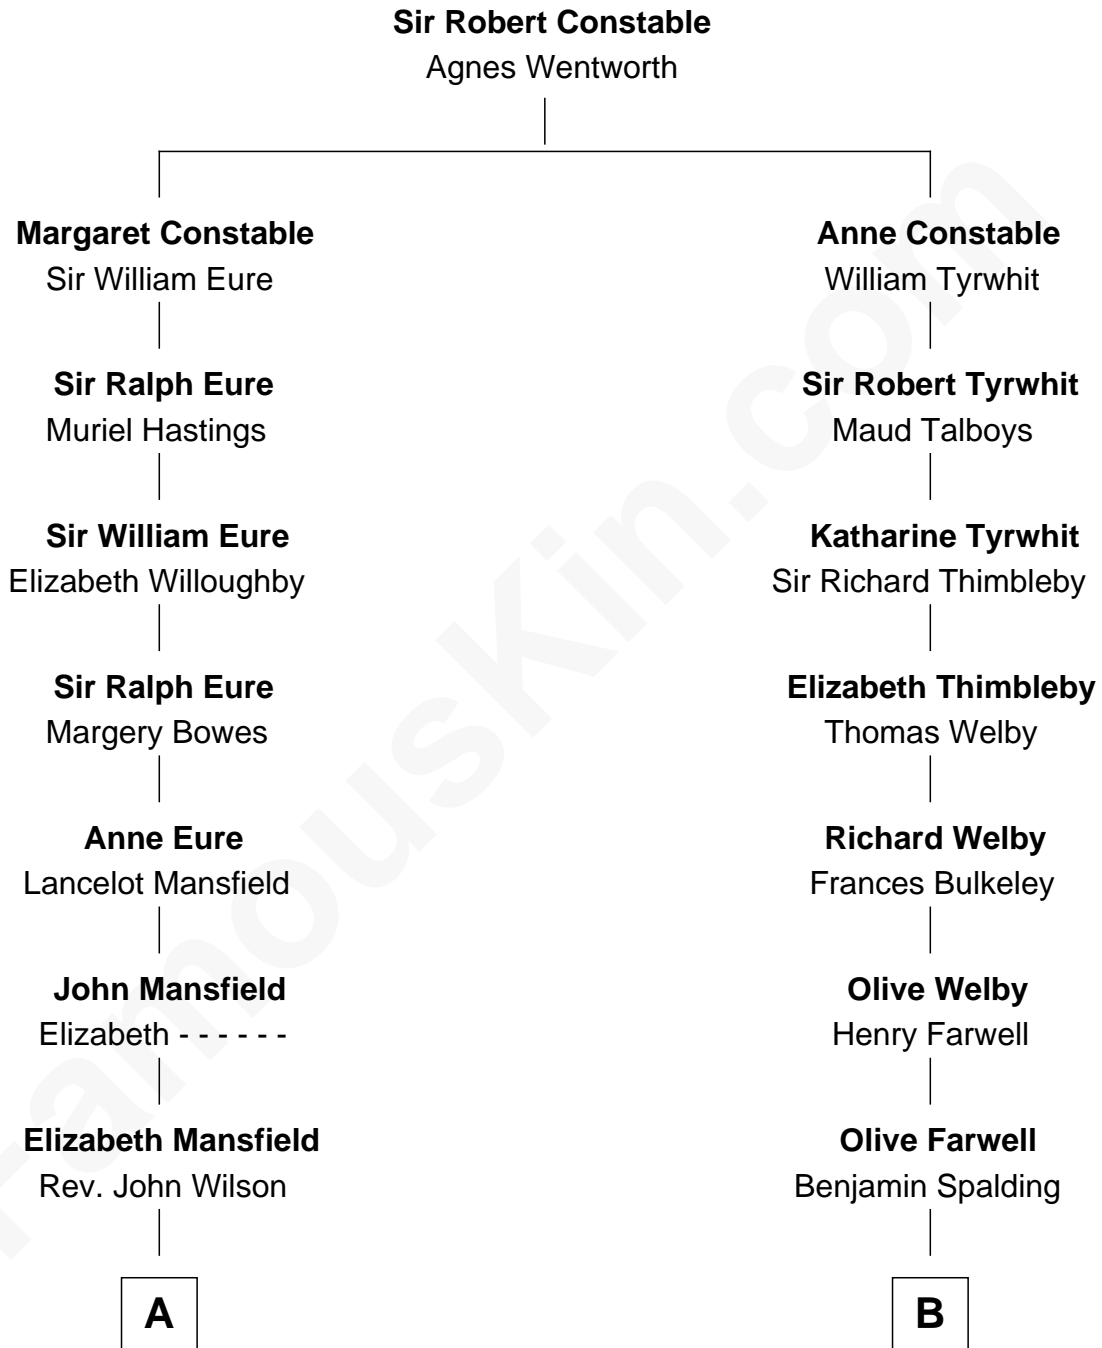 Sir Robert Constable
Agnes Wentworth
Margaret Constable
Sir William Eure
Anne Constable
William Tyrwhit
Sir Ralph Eure
Muriel Hastings
Sir Robert Tyrwhit
Maud Talboys
Sir William Eure
Elizabeth Willoughby
Katharine Tyrwhit
Sir Richard Thimbleby
Sir Ralph Eure
Margery Bowes
Elizabeth Thimbleby
Thomas Welby
Anne Eure
Lancelot Mansfield
Richard Welby
Frances Bulkeley
John Mansfield
Elizabeth - - - - - -
Olive Welby
Henry Farwell
Elizabeth Mansfield
Rev. John Wilson
Olive Farwell
Benjamin Spalding
A
B
FamousKin.com